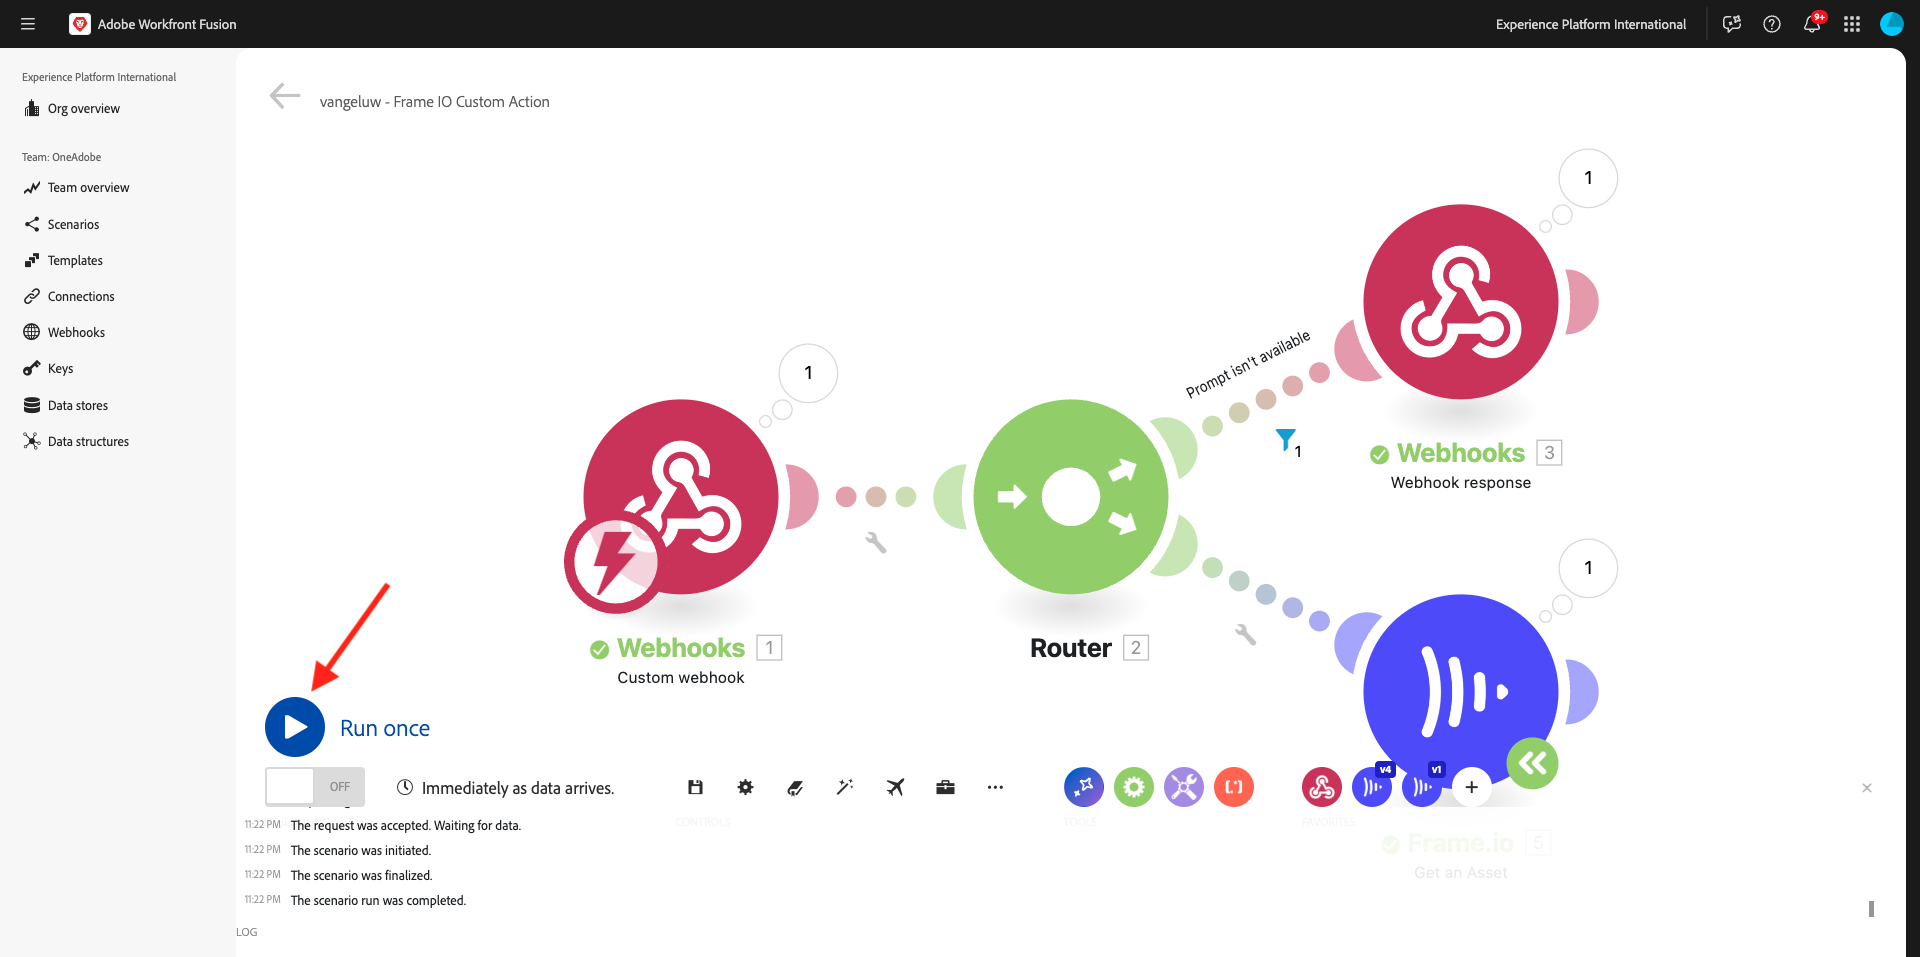 Adobe Workfront Fusion
Experience Platform International
9+
Experience Platform International
Org overview
Team: OneAdobe
Team overview
Scenarios
Templates
Connections
Webhooks
Keys
Data stores
Data structures
vangeluw - Frame IO Custom Action
1
Prompt isn't available
1
Webhooks 3
Webhook response
1
Webhooks 1
Custom webhook
Router 2
1
Run once
OFF
Immediately as data arrives.
v4
v1
CONTROLS
TOOLS
FAVORITES
Frame.io 5
Get an Asset
11:22 PM The request was accepted. Waiting for data.
11:22 PM The scenario was initiated.
11:22 PM The scenario was finalized.
11:22 PM The scenario run was completed.
LOG